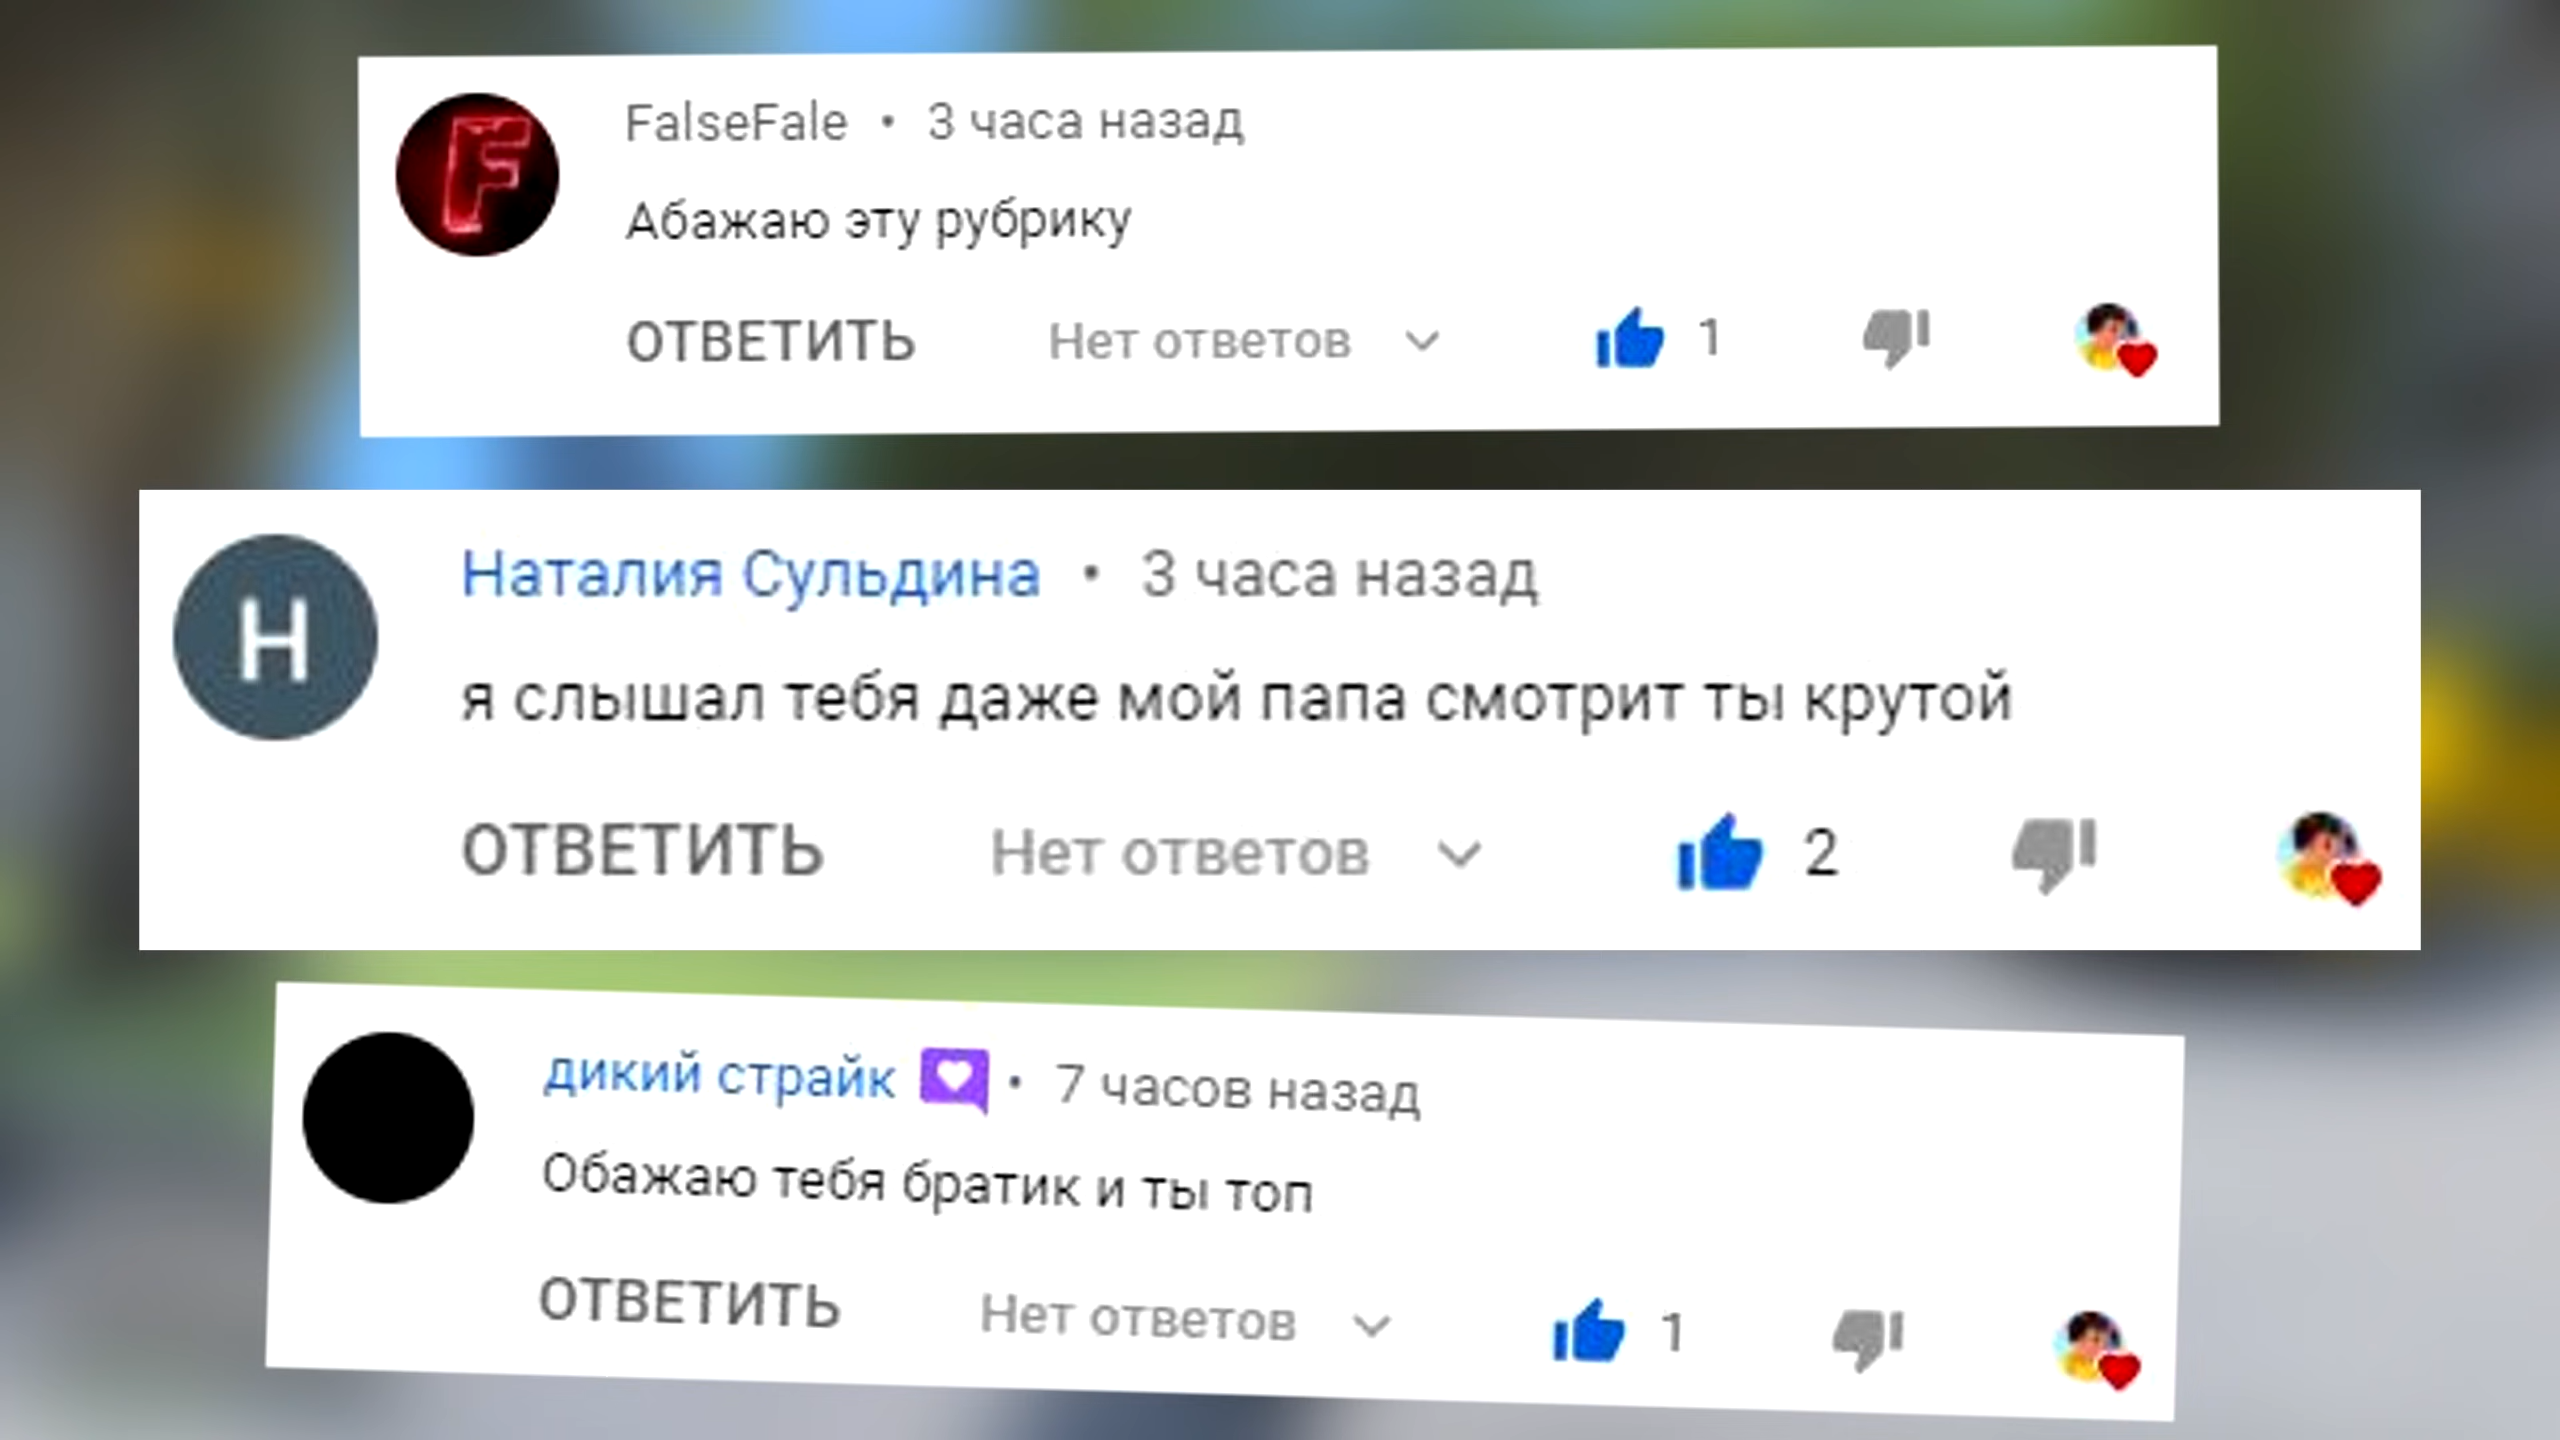 F
FalseFale • 3 часа назад
Абажаю эту рубрику
ОТВЕТИТЬ Нет ответов 1
Н
Наталия Сульдина • 3 часа назад
я слышал тебя даже мой папа смотрит ты крутой
ОТВЕТИТЬ Нет ответов 2
дикий страйк • 7 часов назад
Обажаю тебя братик и ты топ
ОТВЕТИТЬ Нет ответов 1